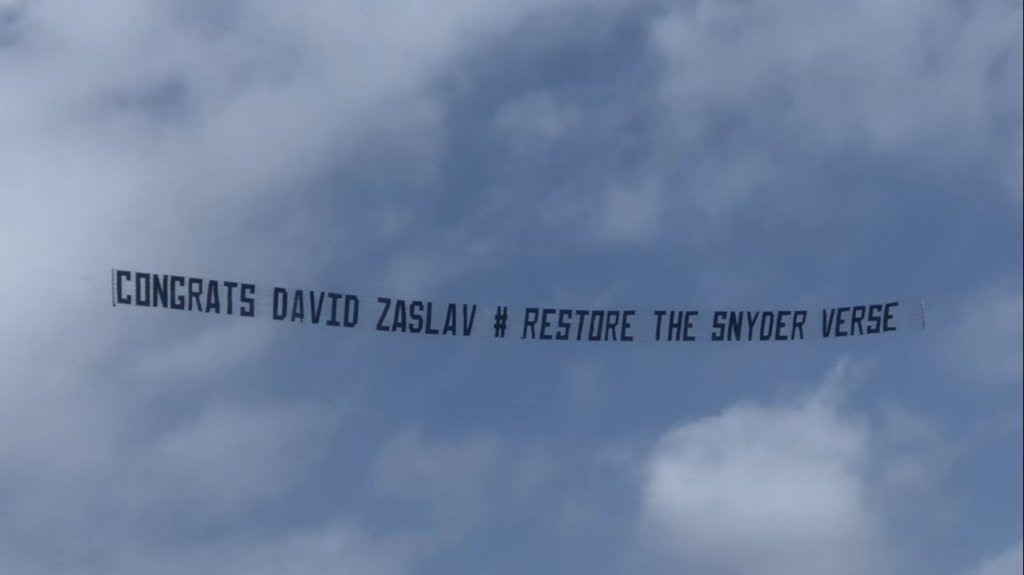 CONGRATS DAVID ZASLAV # RESTORE THE SNYDER VERSE